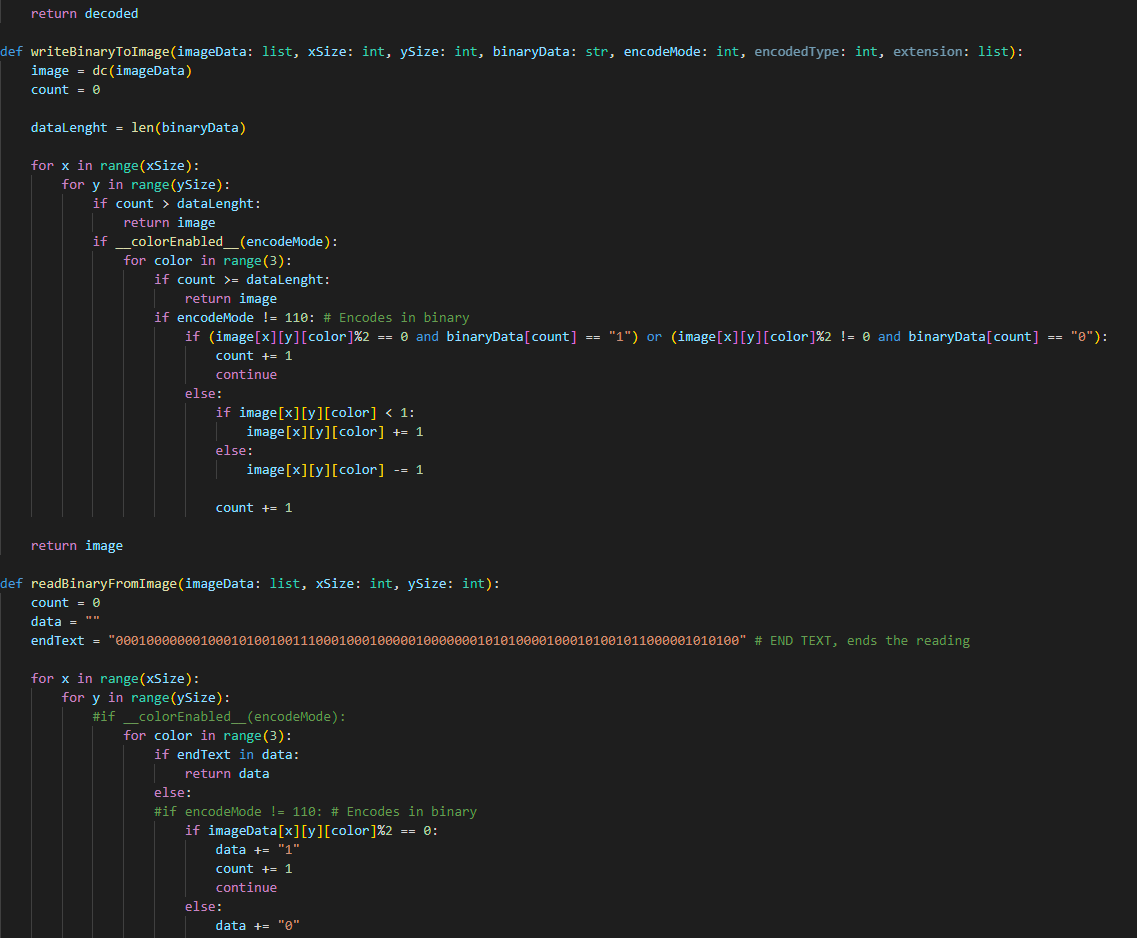 return decoded
def writeBinaryToImage(imageData: list, xSize: int, ySize: int, binaryData: str, encodeMode: int, encodedType: int, extension: list):
image = dc(imageData)
count = 0
dataLenght = len(binaryData)
for x in range(xSize):
for y in range(ySize):
if count > dataLenght:
return image
if __colorEnabled__(encodeMode):
for color in range(3):
if count >= dataLenght:
return image
if encodeMode != 110: # Encodes in binary
if (image[x][y][color]%2 == 0 and binaryData[count] == "1") or (image[x][y][color]%2 != 0 and binaryData[count] == "0"):
count += 1
continue
else:
if image[x][y][color] < 1:
image[x][y][color] += 1
else:
image[x][y][color] -= 1
count += 1
return image
def readBinaryFromImage(imageData: list, xSize: int, ySize: int):
count = 0
data = ""
endText = # END TEXT, ends the reading
for x in range(xSize):
for y in range(ySize):
#if __colorEnabled__(encodeMode):
for color in range(3):
if endText in data:
return data
else:
#if encodeMode != 110: # Encodes in binary
if imageData[x][y][color]%2 == 0:
data += "1"
count += 1
continue
else:
data += "0"